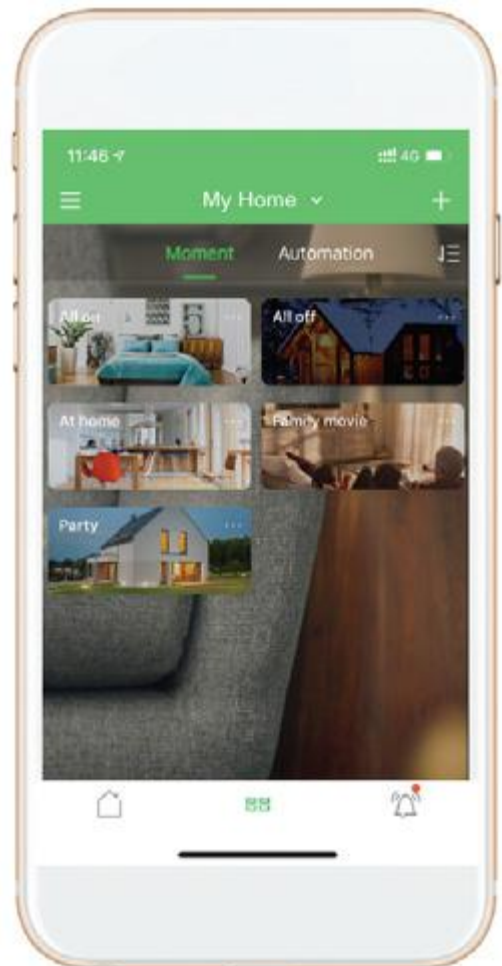 11:46 4G
My Home
Moment Automation
All on All off
At home Family movie
Party